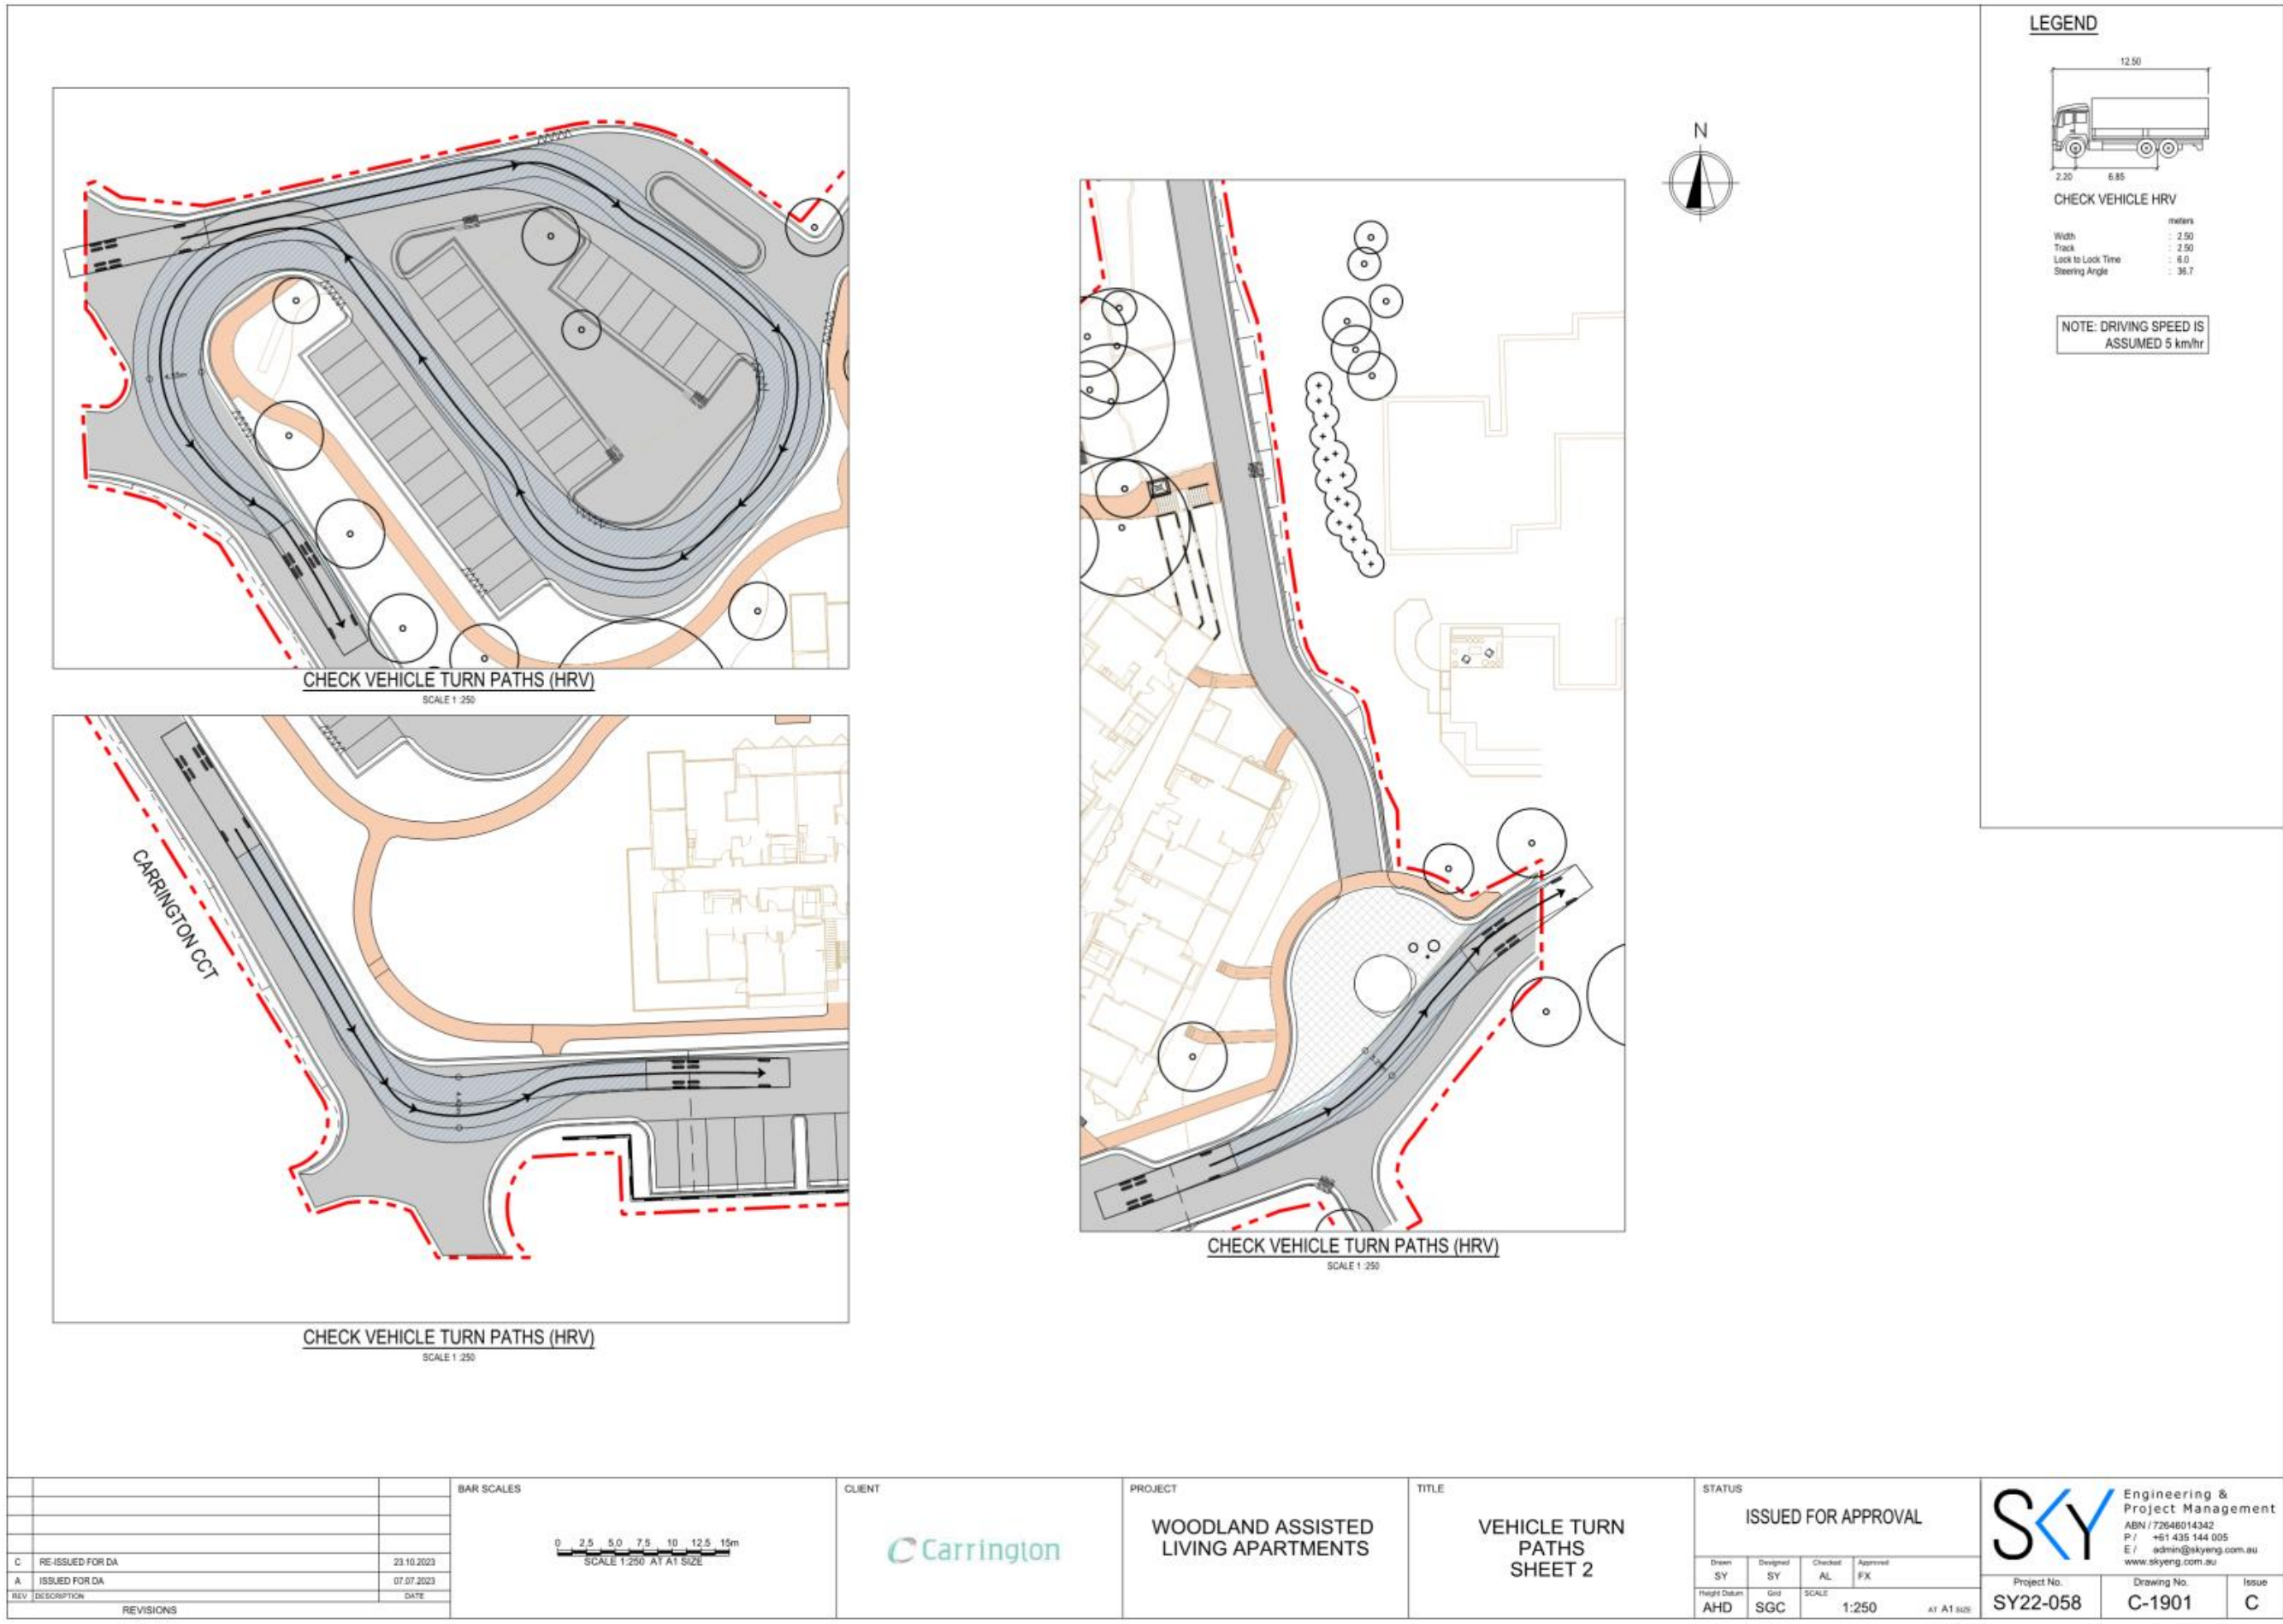 LEGEND
12.50
2.20
6.85
CHECK VEHICLE HRV
meters
Width : 2.50
Track : 2.50
Lock to Lock Time : 6.0
Steering Angle : 36.7
NOTE: DRIVING SPEED IS
ASSUMED 5 km/hr
N
CHECK VEHICLE TURN PATHS (HRV)
SCALE 1 :250
CARRINGTON CCT
CHECK VEHICLE TURN PATHS (HRV)
SCALE 1 :250
CHECK VEHICLE TURN PATHS (HRV)
SCALE 1 :250
C RE-ISSUED FOR DA 23.10.2023
A ISSUED FOR DA 07.07.2023
REV DESCRIPTION DATE
REVISIONS
BAR SCALES
0 2.5 5.0 7.5 10 12.5 15m
SCALE 1:250 AT A1 SIZE
CLIENT
Carrington
PROJECT
WOODLAND ASSISTED
LIVING APARTMENTS
TITLE
VEHICLE TURN
PATHS
SHEET 2
STATUS
ISSUED FOR APPROVAL
Drawn Designed Checked Approved
SY SY AL FX
Height Datum Grid SCALE
AHD SGC 1:250 AT A1 SIZE
SKY
Engineering &
Project Management
ABN / 72646014342
P / +61 435 144 005
E / admin@skyeng.com.au
www.skyeng.com.au
Project No. Drawing No. Issue
SY22-058 C-1901 C